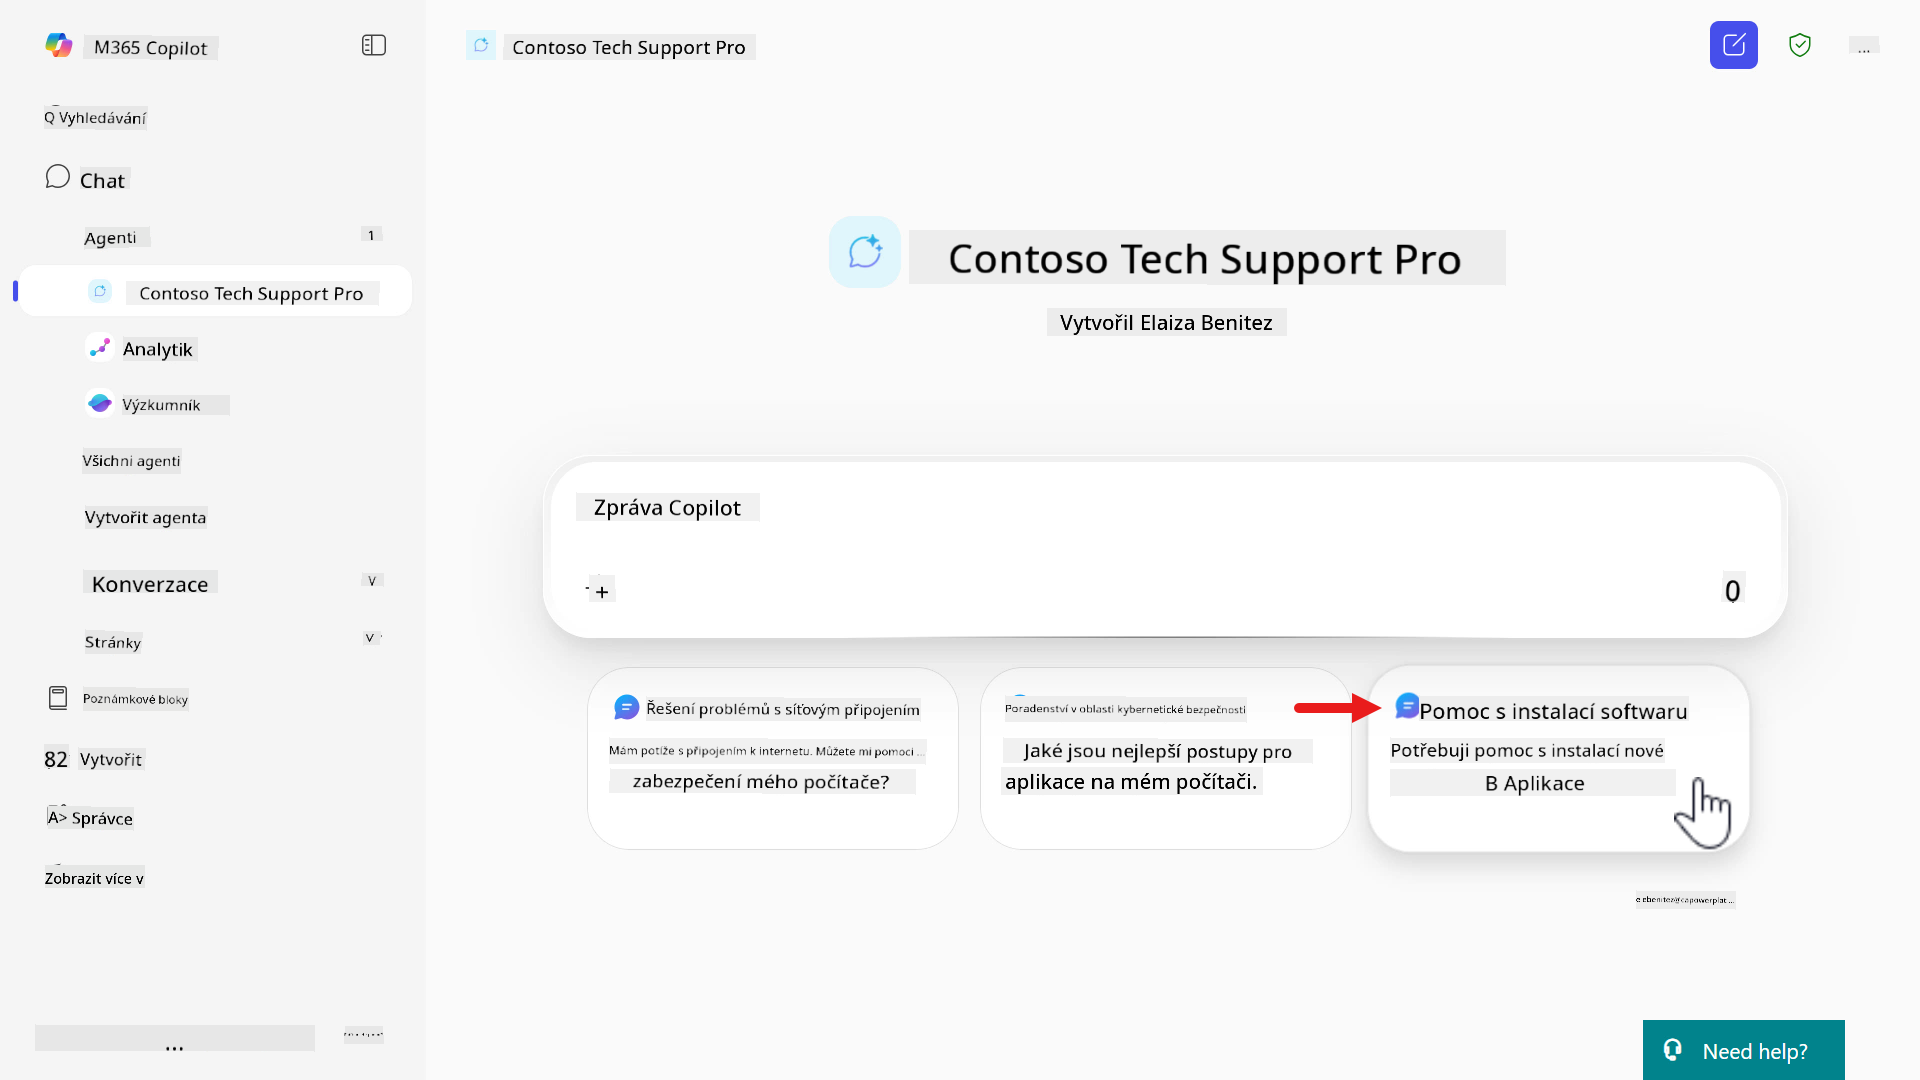 M365 Copilot
Q Vyhledávání
Chat
Agenti
1
Contoso Tech Support Pro
Analytik
Výzkumník
Všichni agenti
Vytvořit agenta
Konverzace
V
Stránky
V
Poznámkové bloky
82 Vytvořit
A> Správce
Zobrazit více v
...
Contoso Tech Support Pro
...
Contoso Tech Support Pro
Vytvořil Elaiza Benitez
Zpráva Copilot
+
0
Řešení problémů s síťovým připojením
Mám potíže s připojením k internetu. Můžete mi pomoci ...
zabezpečení mého počítače?
Poradenství v oblasti kybernetické bezpečnosti
Jaké jsou nejlepší postupy pro
aplikace na mém počítači.
Pomoc s instalací softwaru
Potřebuji pomoc s instalací nové
B Aplikace
e.ebenitez@capowerplat ...
Need help?